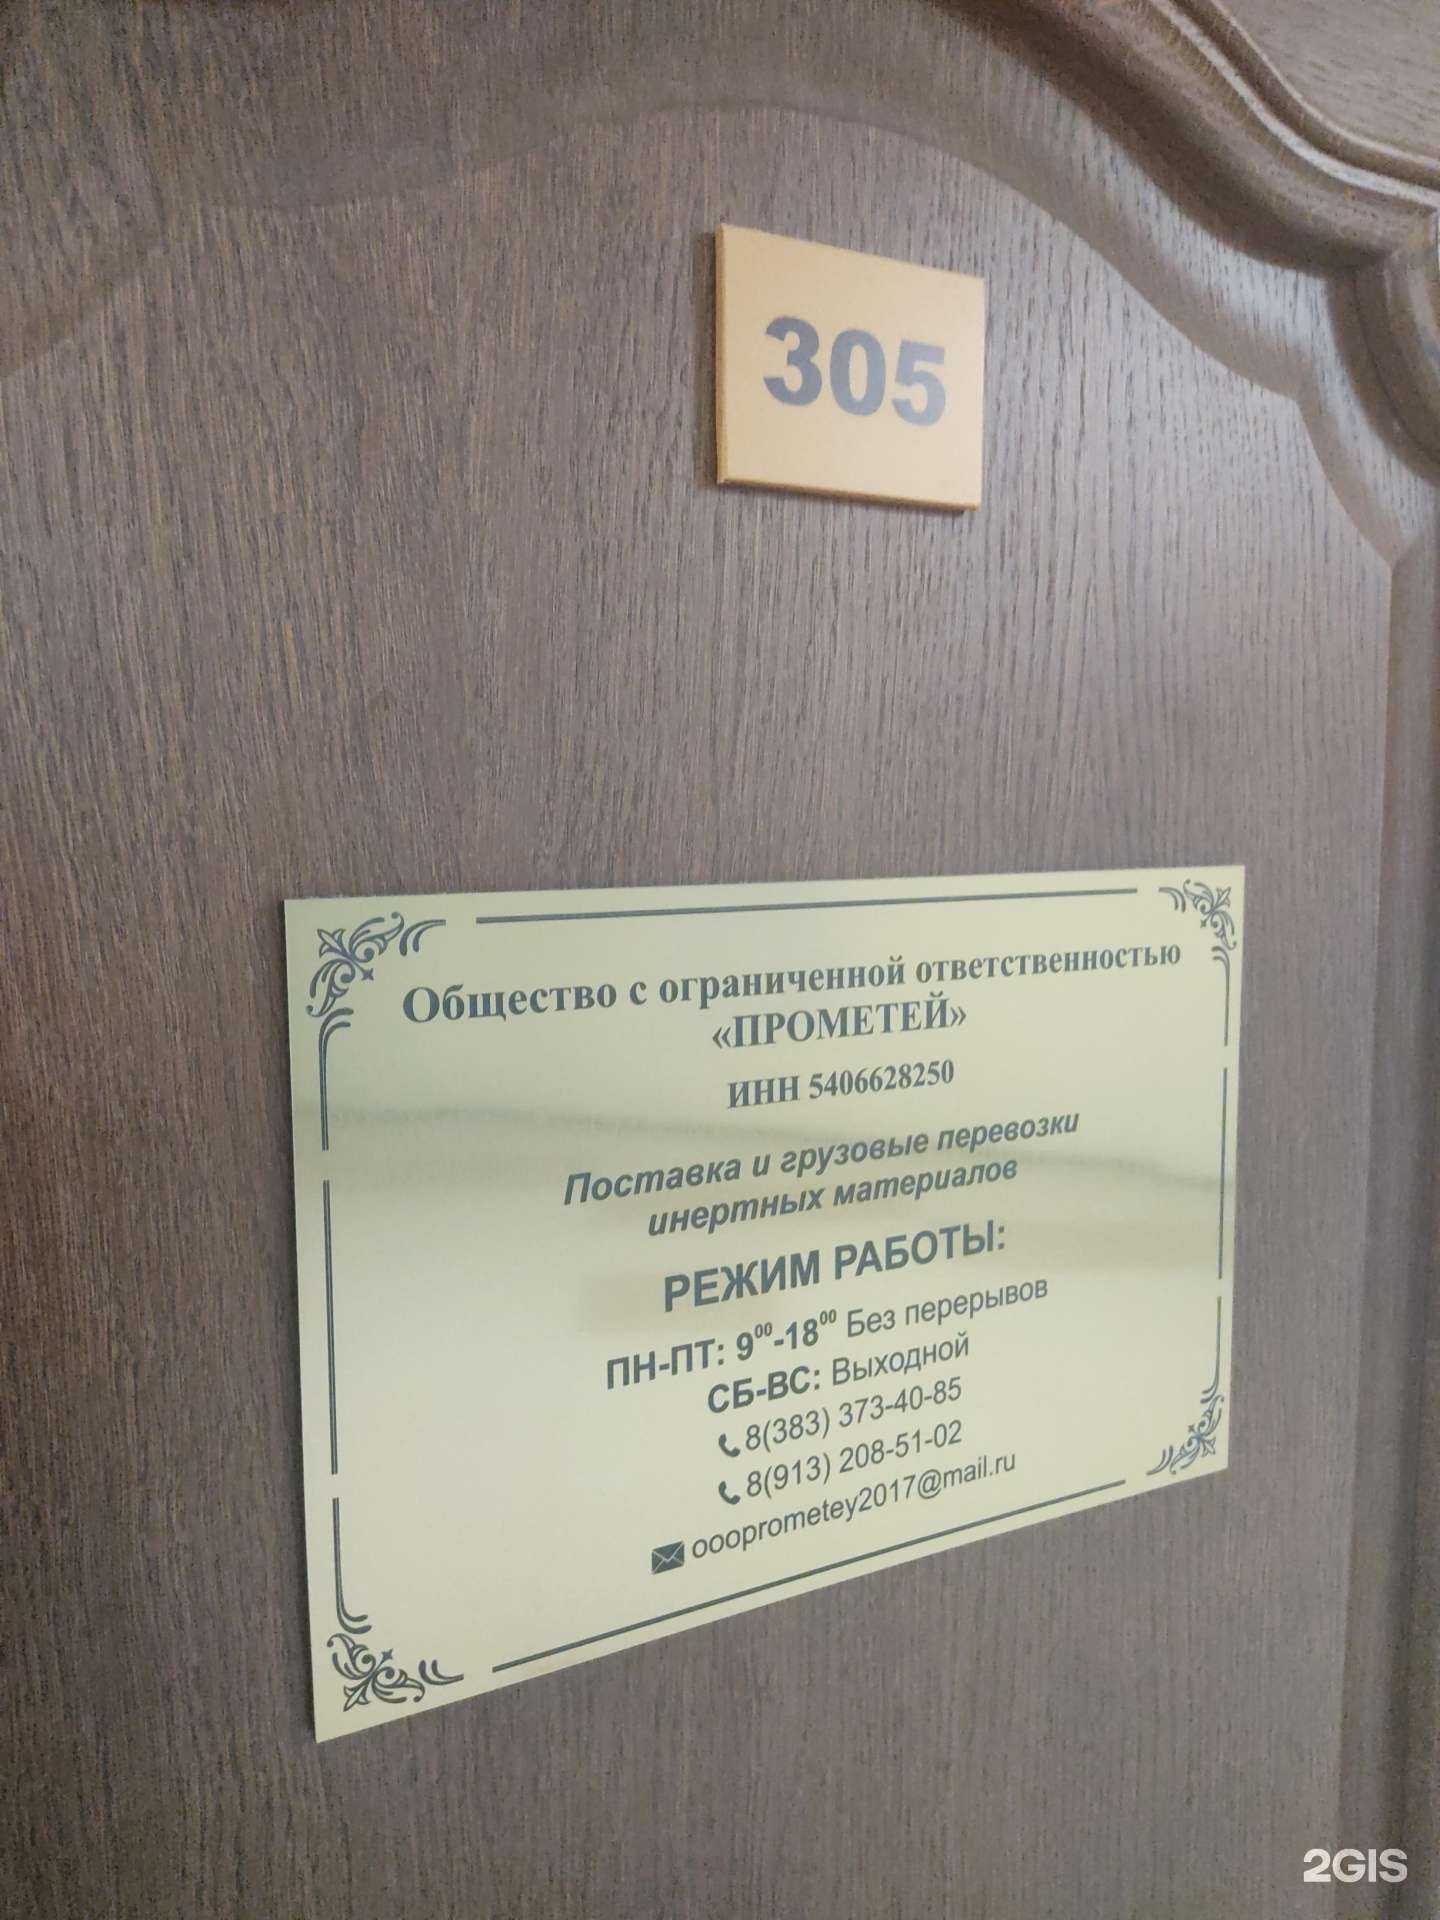 305
Общество с ограниченной ответственностью
«ПРОМЕТЕЙ»
ИНН 5406628250
Поставка и грузовые перевозки
инертных материалов
РЕЖИМ РАБОТЫ:
ПН-ПТ: 9⁰⁰-18⁰⁰ Без перерывов
СБ-ВС: Выходной
8(383) 373-40-85
8(913) 208-51-02
oooprometey2017@mail.ru
2GIS